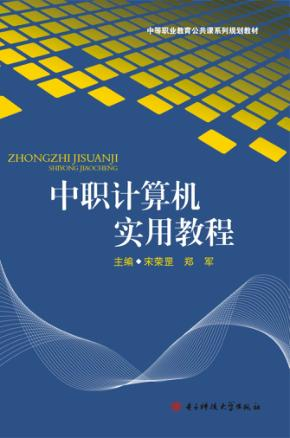 中等职业教育公共课系列规划教材
ZHONGZHI JISUANJI
SHIYONG JIAOCHENG
中职计算机
实用教程
主编◆宋荣罡 郑 军
电子科技大学出版社